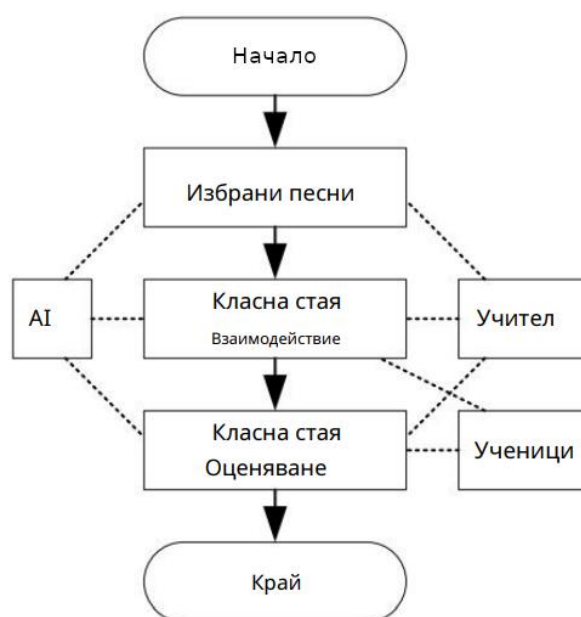 Начало
Избрани песни
Класна стая
Взаимодействие
AI
Учител
Класна стая
Оценяване
Ученици
Край